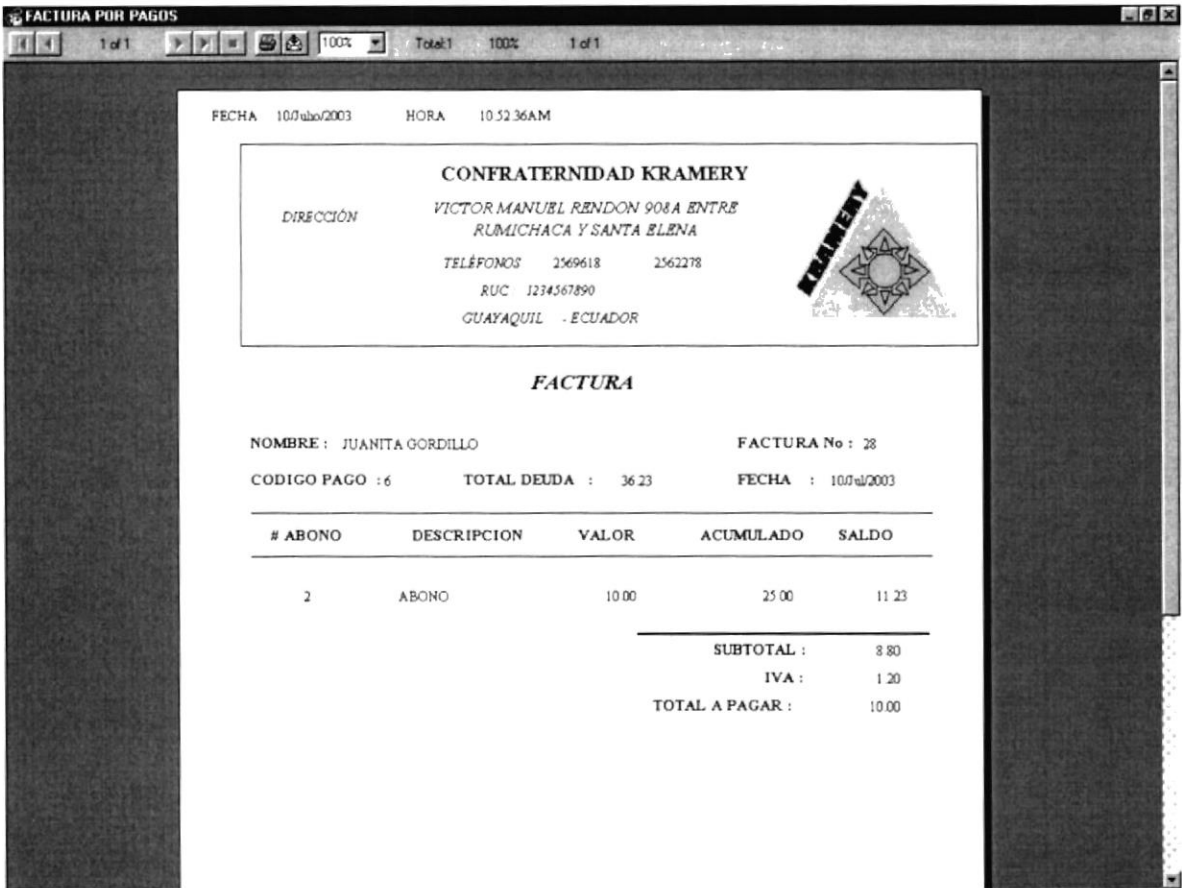 FACTURA POR PAGOS
1 of 1 100% Total:1 100% 1 of 1
FECHA 10/Julio/2003 HORA 10:52:36AM
CONFRATERNIDAD KRAMERY
DIRECCIÓN VICTOR MANUEL RENDON 908A ENTRE
RUMICHACA Y SANTA ELENA
TELÉFONOS 2569618 2562278
RUC 1234567890
GUAYAQUIL - ECUADOR
KRAMERY
FACTURA
NOMBRE : JUANITA GORDILLO FACTURA No : 28
CODIGO PAGO : 6 TOTAL DEUDA : 36.23 FECHA : 10/Jul/2003
# ABONO DESCRIPCION VALOR ACUMULADO SALDO
2 ABONO 10.00 25.00 11.23
SUBTOTAL : 8.80
IVA : 1.20
TOTAL A PAGAR : 10.00